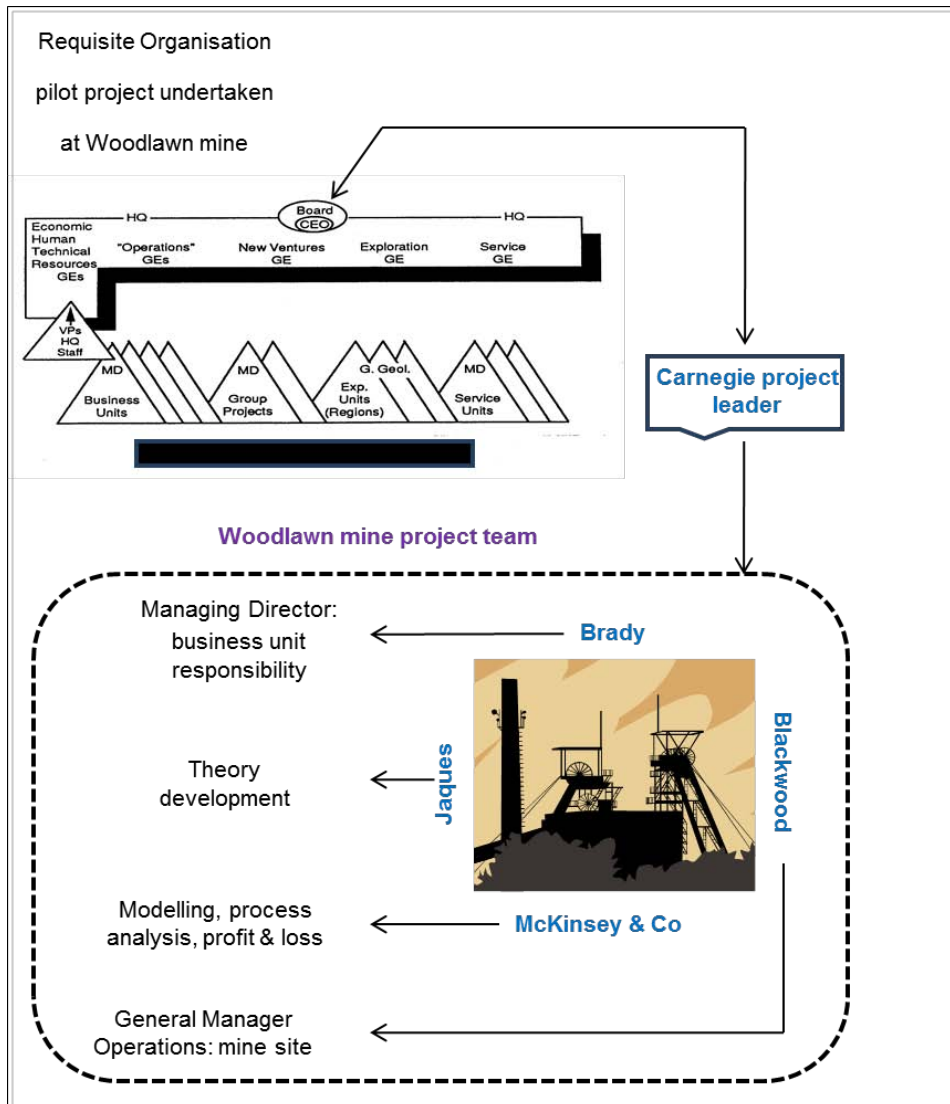 Requisite Organisation
pilot project undertaken
at Woodlawn mine
HQ
Board
CEO
HQ
Economic
Human
Technical
Resources
GEs
"Operations"
GEs
New Ventures
GE
Exploration
GE
Service
GE
VPs
HQ
Staff
MD
Business
Units
MD
Group
Projects
G. Geol.
Exp.
Units
(Regions)
MD
Service
Units
Carnegie project
leader
Woodlawn mine project team
Managing Director:
business unit
responsibility
Brady
Theory
development
Jaques
Blackwood
Modelling, process
analysis, profit & loss
McKinsey & Co
General Manager
Operations: mine site